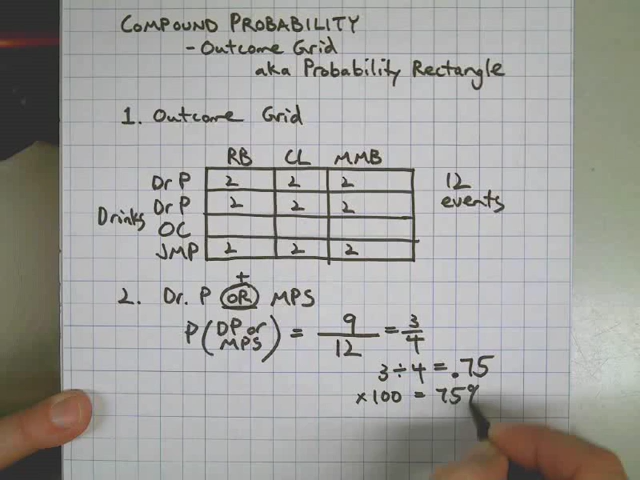 COMPOUND PROBABILITY
- Outcome Grid
aka Probability Rectangle
1. Outcome Grid
RB CL MMB
Dr P 2 2 2 12
Drinks Dr P 2 2 2 events
OC
JMP 2 2 2
+
2. Dr. P OR MPS
P(DP or MPS) = 9/12 = 3/4
3 ÷ 4 = .75
x100 = 75%